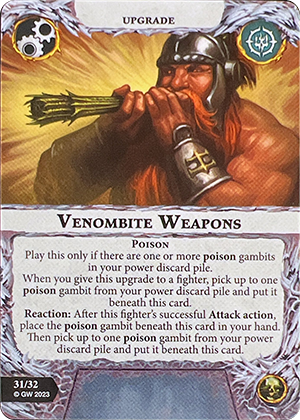 UPGRADE
VENOMBITE WEAPONS
POISON
Play this only if there are one or more poison gambits
in your power discard pile.
When you give this upgrade to a fighter, pick up to one
poison gambit from your power discard pile and put it
beneath this card.
Reaction: After this fighter's successful Attack action,
place the poison gambit beneath this card in your hand.
Then pick up to one poison gambit from your power
discard pile and put it beneath this card.
31/32
© GW 2023